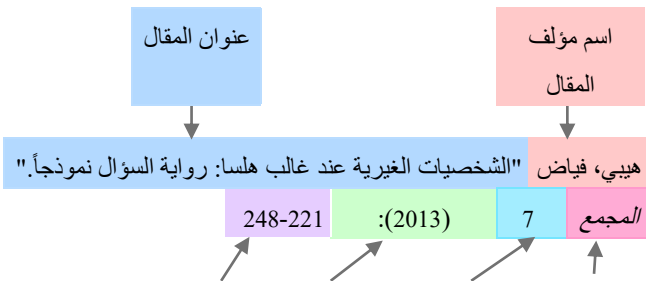 اسم مؤلف
المقال
عنوان المقال
هيبي، فياض "الشخصيات الغيرية عند غالب هلسا: رواية السؤال نموذجاً."
المجمع 7 (2013): 221-248